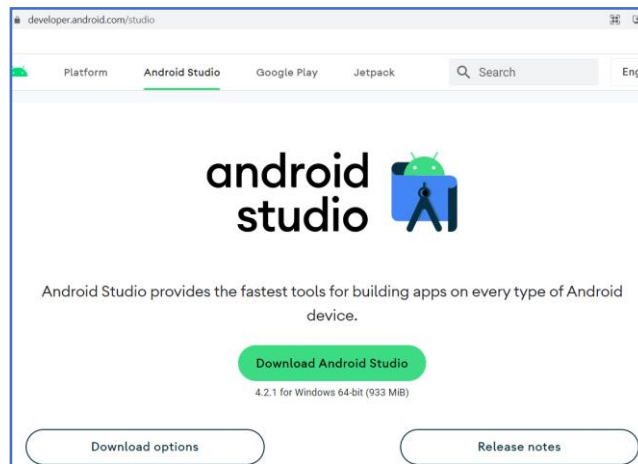 developer.android.com/studio
Platform Android Studio Google Play Jetpack Search Eng
android
studio
Android Studio provides the fastest tools for building apps on every type of Android
device.
Download Android Studio
4.2.1 for Windows 64-bit (933 MiB)
Download options Release notes